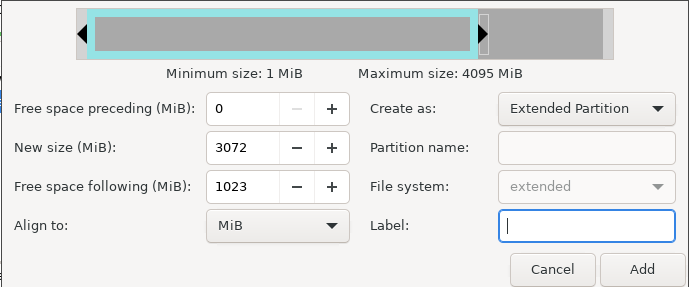 Minimum size: 1 MiB Maximum size: 4095 MiB
Free space preceding (MiB): 0 Create as: Extended Partition
New size (MiB): 3072 Partition name:
Free space following (MiB): 1023 File system: extended
Align to: MiB Label:
Cancel Add